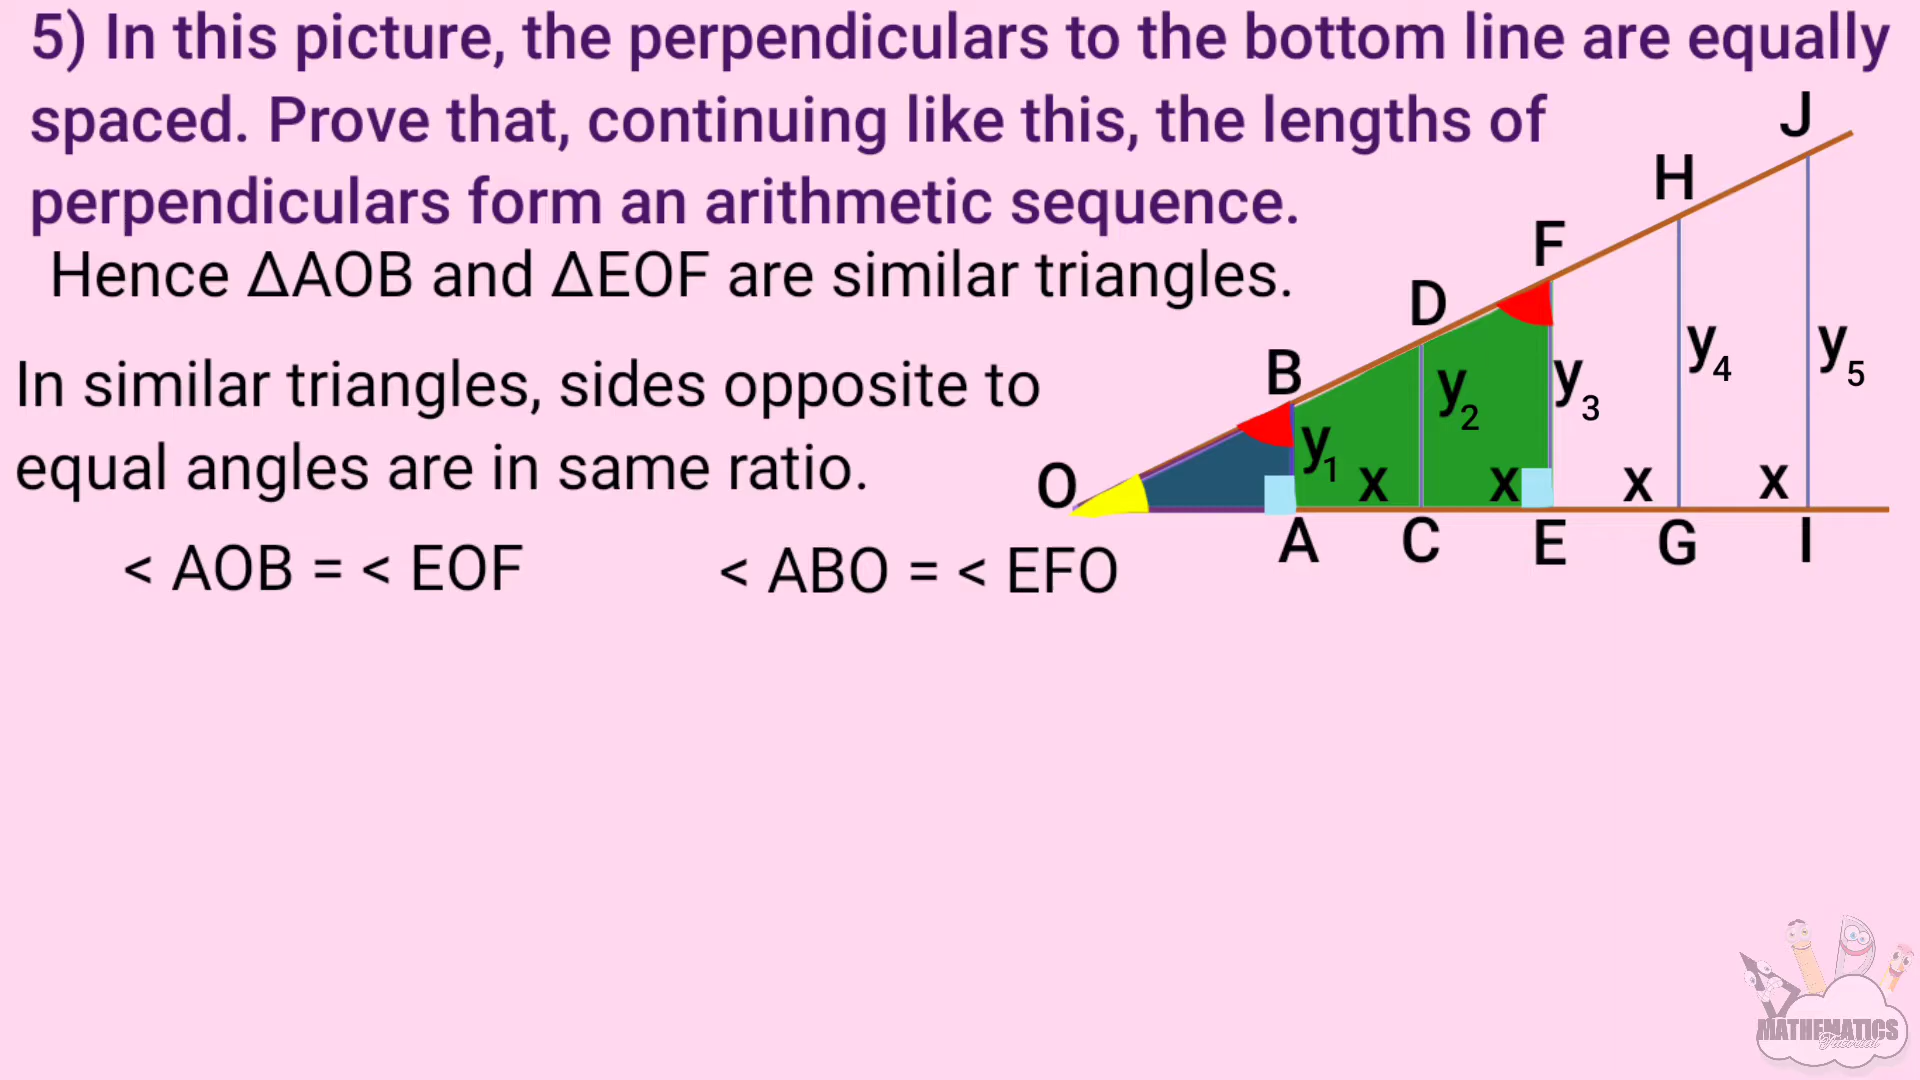 5) In this picture, the perpendiculars to the bottom line are equally
spaced. Prove that, continuing like this, the lengths of
perpendiculars form an arithmetic sequence.
Hence ΔAOB and ΔEOF are similar triangles.
In similar triangles, sides opposite to
equal angles are in same ratio.
< AOB = < EOF < ABO = < EFO
J
H
F
D
B
O
y₁ y₂ y₃ y₄ y₅
x x x x
A C E G I
MATHEMATICS
Tutorial